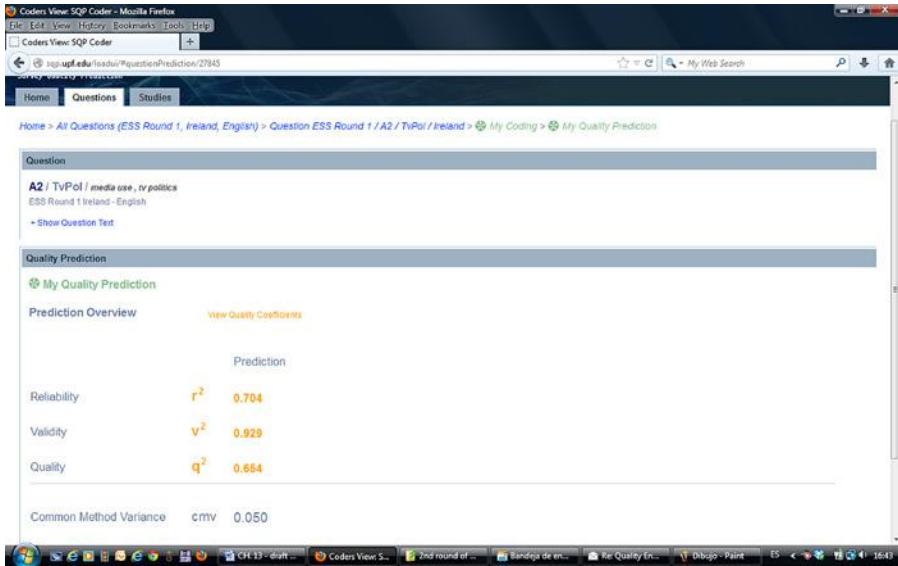 Coders View: SQP Coder - Mozilla Firefox
File Edit View History Bookmarks Tools Help
Coders View: SQP Coder +
sqp.upf.edu/loadui/#questionPrediction/27845 My Web Search
Survey Quality Prediction
Home Questions Studies
Home > All Questions (ESS Round 1, Ireland, English) > Question ESS Round 1 / A2 / TvPol / Ireland > My Coding > My Quality Prediction
Question
A2 / TvPol / media use , tv politics
ESS Round 1 Ireland - English
+ Show Question Text
Quality Prediction
My Quality Prediction
Prediction Overview View Quality Coefficients
Prediction
Reliability r² 0.704
Validity v² 0.929
Quality q² 0.654
Common Method Variance cmv 0.050
CH. 13 - draft ... Coders View: S... 2nd round of ... Bandeja de en... Re: Quality En... Dibujo - Paint ES 16:43